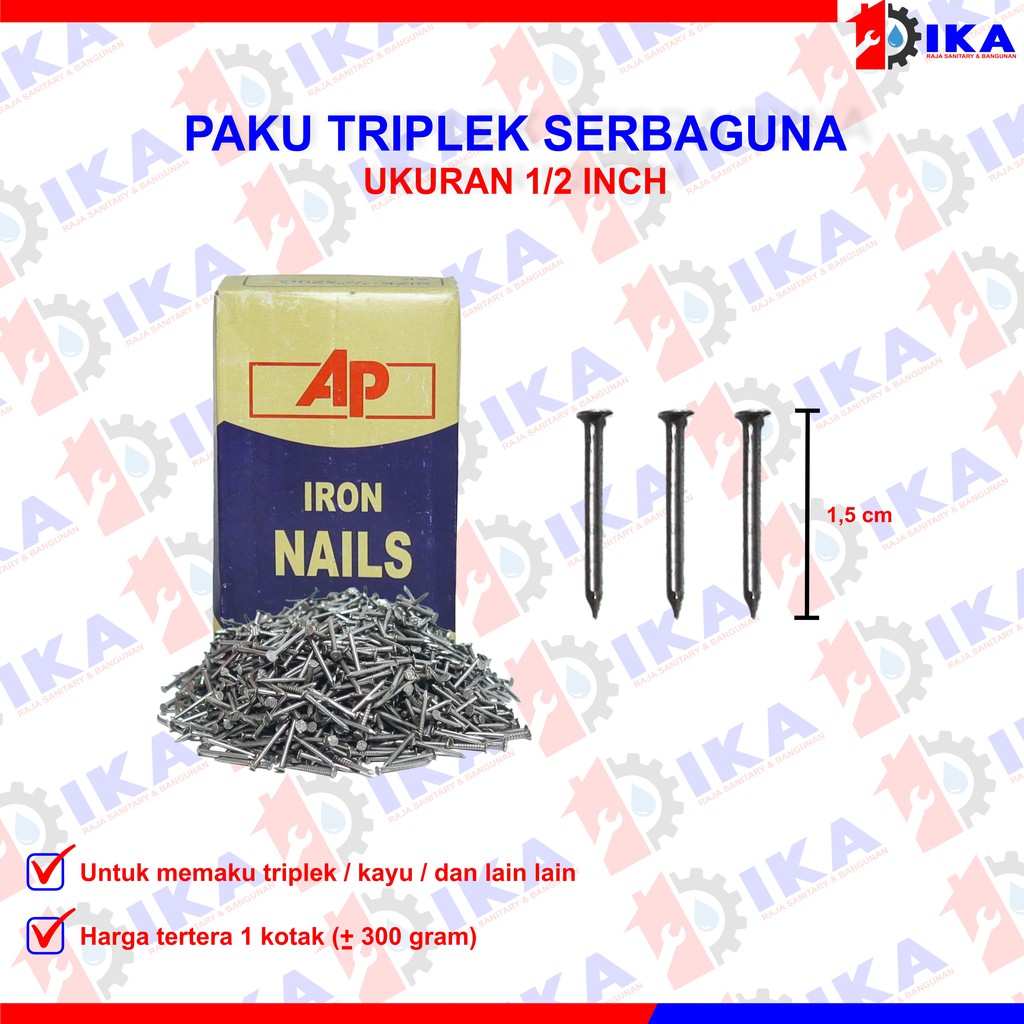 IKA
RAJA SANITARY & BANGUNAN
PAKU TRIPLEK SERBAGUNA
UKURAN 1/2 INCH
AP
IRON
NAILS
1,5 cm
Untuk memaku triplek / kayu / dan lain lain
Harga tertera 1 kotak (± 300 gram)